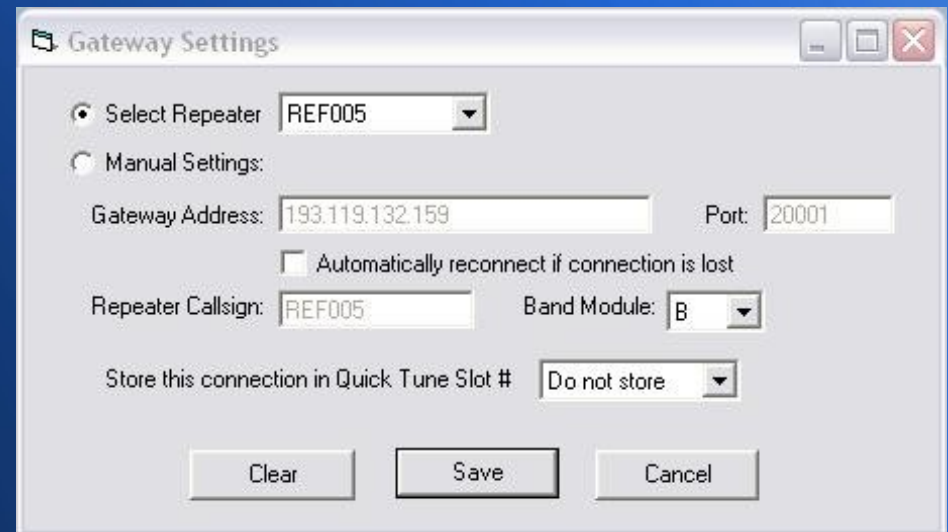 Gateway Settings
Select Repeater REF005
Manual Settings:
Gateway Address: 193.119.132.159 Port: 20001
Automatically reconnect if connection is lost
Repeater Callsign: REF005 Band Module: B
Store this connection in Quick Tune Slot # Do not store
Clear Save Cancel